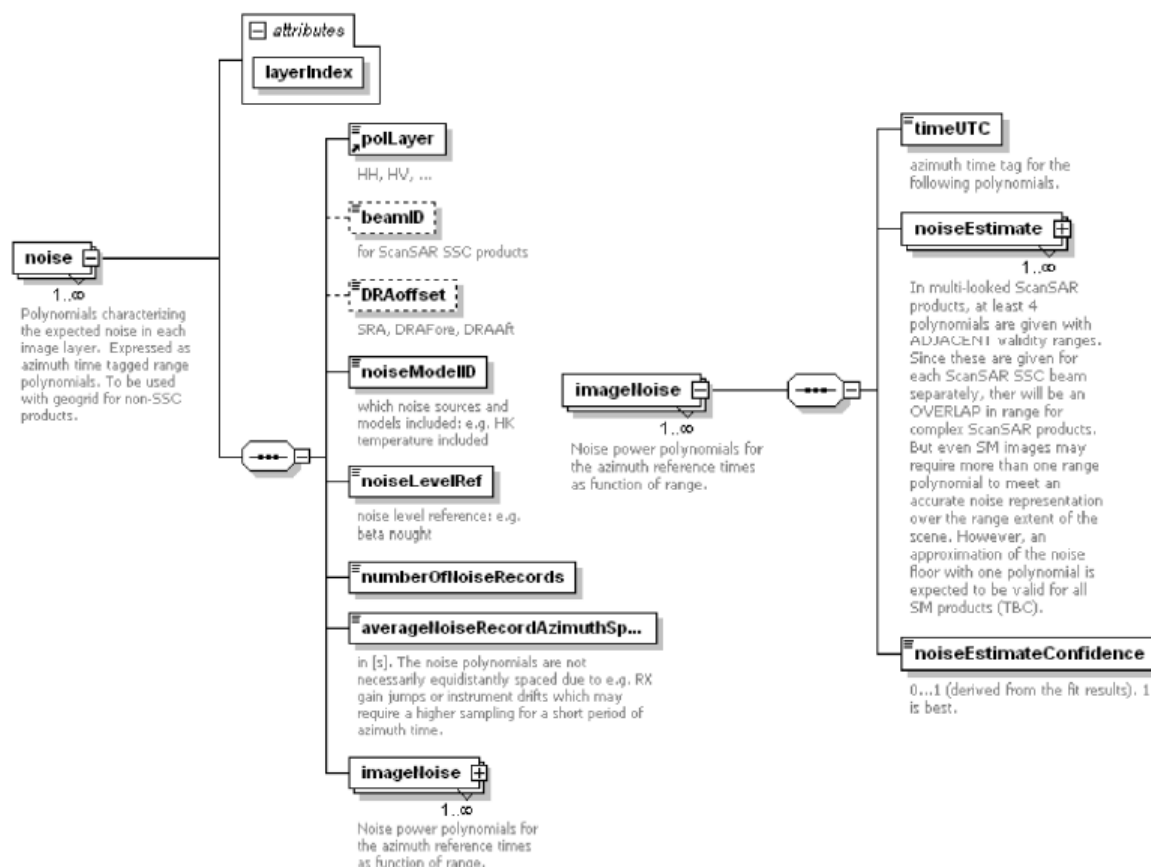 attributes
layerIndex
polLayer
HH, HV, ...
beamID
for ScanSAR SSC products
noise
1..∞
Polynomials characterizing
the expected noise in each
image layer. Expressed as
azimuth time tagged range
polynomials. To be used
with geogrid for non-SSC
products.
DRAoffset
SRA, DRAFore, DRAAft
noiseModelID
which noise sources and
models included: e.g. HK
temperature included
noiseLevelRef
noise level reference: e.g.
beta nought
numberOfNoiseRecords
averageNoiseRecordAzimuthSp...
in [s]. The noise polynomials are not
necessarily equidistantly spaced due to e.g. RX
gain jumps or instrument drifts which may
require a higher sampling for a short period of
azimuth time.
imageNoise
1..∞
Noise power polynomials for
the azimuth reference times
as function of range.
imageNoise
1..∞
Noise power polynomials for
the azimuth reference times
as function of range.
timeUTC
azimuth time tag for the
following polynomials.
noiseEstimate
1..∞
In multi-looked ScanSAR
products, at least 4
polynomials are given with
ADJACENT validity ranges.
Since these are given for
each ScanSAR SSC beam
separately, ther will be an
OVERLAP in range for
complex ScanSAR products.
But even SM images may
require more than one range
polynomial to meet an
accurate noise representation
over the range extent of the
scene. However, an
approximation of the noise
floor with one polynomial is
expected to be valid for all
SM products (TBC).
noiseEstimateConfidence
0...1 (derived from the fit results). 1
is best.